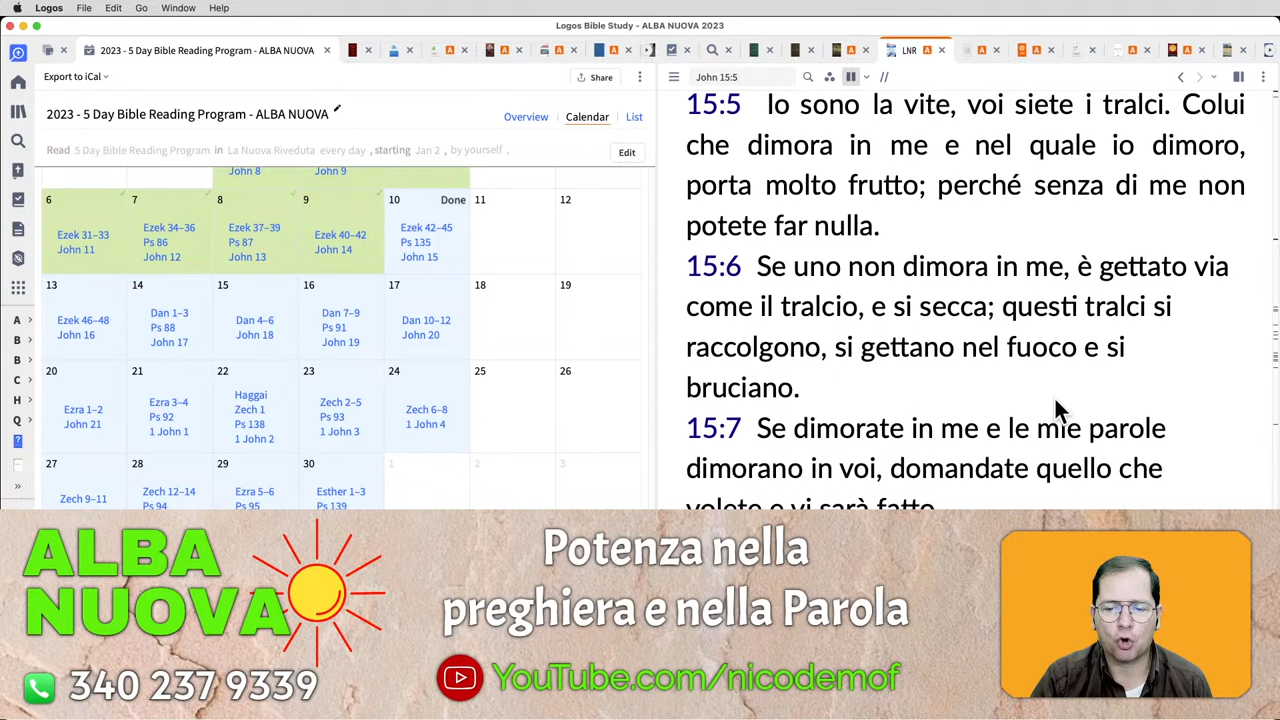 Logos File Edit Go View Window Help
Logos Bible Study - ALBA NUOVA 2023
2023 - 5 Day Bible Reading Program - ALBA NUOVA
LNR
Export to iCal
Share
John 15:5
2023 - 5 Day Bible Reading Program - ALBA NUOVA
Overview Calendar List
Read 5 Day Bible Reading Program in La Nuova Riveduta every day , starting Jan 2 , by yourself .
Edit
John 8 John 9
6 7 8 9 10 Done 11 12
Ezek 31–33
John 11
Ezek 34–36
Ps 86
John 12
Ezek 37–39
Ps 87
John 13
Ezek 40–42
John 14
Ezek 42–45
Ps 135
John 15
13 14 15 16 17 18 19
Ezek 46–48
John 16
Dan 1–3
Ps 88
John 17
Dan 4–6
John 18
Dan 7–9
Ps 91
John 19
Dan 10–12
John 20
20 21 22 23 24 25 26
Ezra 1–2
John 21
Ezra 3–4
Ps 92
1 John 1
Haggai
Zech 1
Ps 138
1 John 2
Zech 2–5
Ps 93
1 John 3
Zech 6–8
1 John 4
27 28 29 30 1 2 3
Zech 9–11
Zech 12–14
Ps 94
Ezra 5–6
Ps 95
Esther 1–3
Ps 139
A
B
B
C
H
Q
?
15:5 Io sono la vite, voi siete i tralci. Colui
che dimora in me e nel quale io dimoro,
porta molto frutto; perché senza di me non
potete far nulla.
15:6 Se uno non dimora in me, è gettato via
come il tralcio, e si secca; questi tralci si
raccolgono, si gettano nel fuoco e si
bruciano.
15:7 Se dimorate in me e le mie parole
dimorano in voi, domandate quello che
volete e vi sarà fatto.
ALBA
NUOVA
340 237 9339
Potenza nella
preghiera e nella Parola
YouTube.com/nicodemof